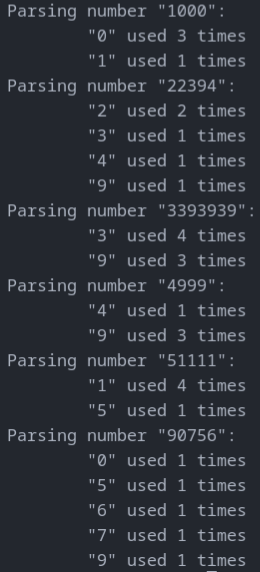 Parsing number "1000":
"0" used 3 times
"1" used 1 times
Parsing number "22394":
"2" used 2 times
"3" used 1 times
"4" used 1 times
"9" used 1 times
Parsing number "3393939":
"3" used 4 times
"9" used 3 times
Parsing number "4999":
"4" used 1 times
"9" used 3 times
Parsing number "51111":
"1" used 4 times
"5" used 1 times
Parsing number "90756":
"0" used 1 times
"5" used 1 times
"6" used 1 times
"7" used 1 times
"9" used 1 times